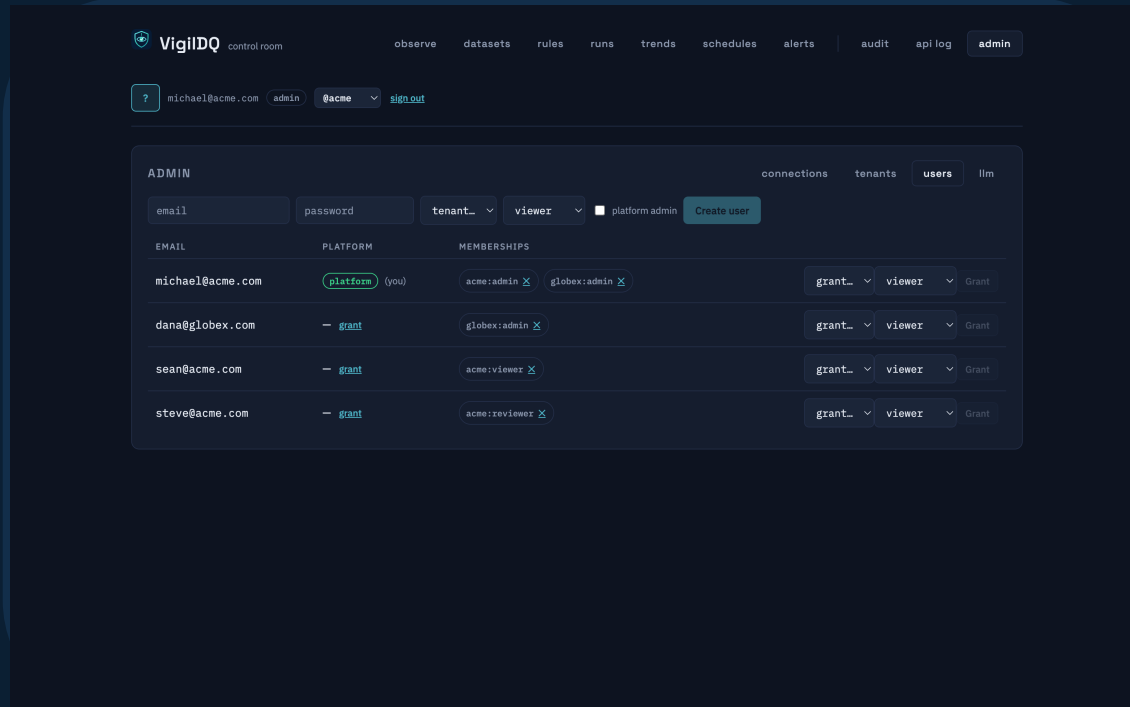 VigilDQ control room observe datasets rules runs trends schedules alerts audit api log admin
? michael@acme.com admin @acme sign out
ADMIN connections tenants users llm
email password tenant… viewer platform admin Create user
EMAIL PLATFORM MEMBERSHIPS
michael@acme.com platform (you) acme:admin ✕ globex:admin ✕ grant… viewer Grant
dana@globex.com — grant globex:admin ✕ grant… viewer Grant
sean@acme.com — grant acme:viewer ✕ grant… viewer Grant
steve@acme.com — grant acme:reviewer ✕ grant… viewer Grant